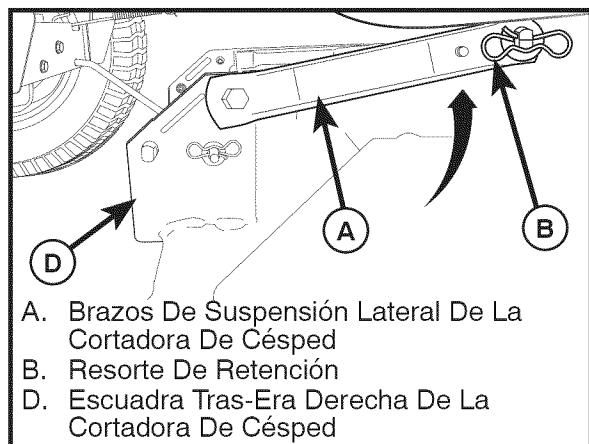 D
A
B
A. Brazos De Suspensión Lateral De La
Cortadora De Césped
B. Resorte De Retención
D. Escuadra Tras-Era Derecha De La
Cortadora De Césped